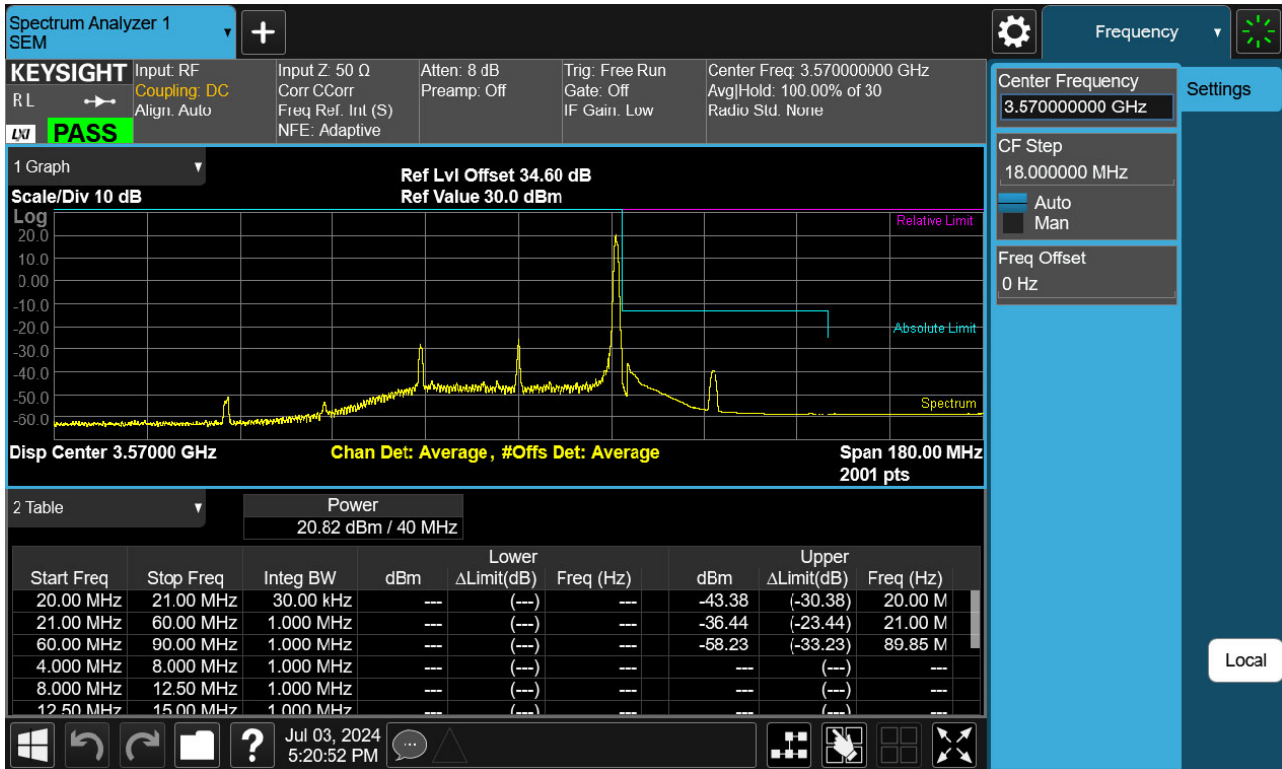 Spectrum Analyzer 1
SEM
Frequency
KEYSIGHT
R L
LXI
PASS
Input: RF
Coupling: DC
Align: Auto
Input Z: 50 Ω
Corr CCorr
Freq Ref: Int (S)
NFE: Adaptive
Atten: 8 dB
Preamp: Off
Trig: Free Run
Gate: Off
IF Gain: Low
Center Freq: 3.570000000 GHz
Avg|Hold: 100.00% of 30
Radio Std: None
Center Frequency
3.570000000 GHz
Settings
CF Step
18.000000 MHz
Auto
Man
Freq Offset
0 Hz
Local
1 Graph
Scale/Div 10 dB
Ref Lvl Offset 34.60 dB
Ref Value 30.0 dBm
Log
20.0
10.0
0.00
-10.0
-20.0
-30.0
-40.0
-50.0
-60.0
Relative Limit
Absolute Limit
Spectrum
Disp Center 3.57000 GHz
Chan Det: Average, #Offs Det: Average
Span 180.00 MHz
2001 pts
2 Table
Power
20.82 dBm / 40 MHz
Lower Upper
Start Freq Stop Freq Integ BW dBm ΔLimit(dB) Freq (Hz) dBm ΔLimit(dB) Freq (Hz)
20.00 MHz 21.00 MHz 30.00 kHz --- (---) --- -43.38 (-30.38) 20.00 M
21.00 MHz 60.00 MHz 1.000 MHz --- (---) --- -36.44 (-23.44) 21.00 M
60.00 MHz 90.00 MHz 1.000 MHz --- (---) --- -58.23 (-33.23) 89.85 M
4.000 MHz 8.000 MHz 1.000 MHz --- (---) --- --- (---) ---
8.000 MHz 12.50 MHz 1.000 MHz --- (---) --- --- (---) ---
12.50 MHz 15.00 MHz 1.000 MHz --- (---) --- --- (---) ---
?
Jul 03, 2024
5:20:52 PM